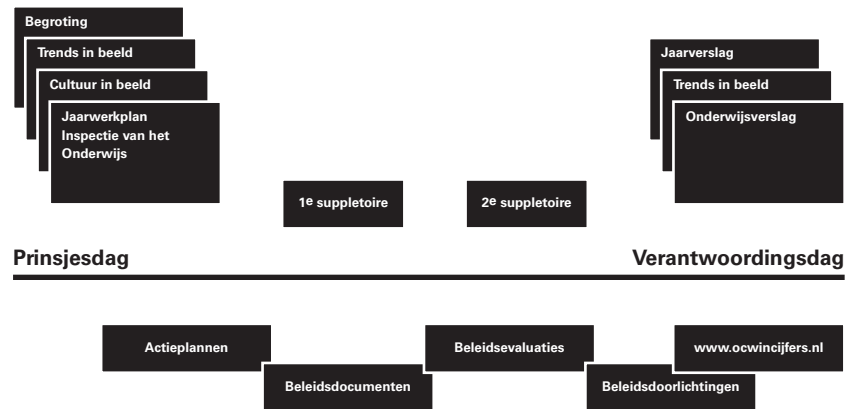 Begroting
Trends in beeld
Cultuur in beeld
Jaarwerkplan
Inspectie van het
Onderwijs
Jaarverslag
Trends in beeld
Onderwijsverslag
1e suppletoire
2e suppletoire
Prinsjesdag
Verantwoordingsdag
Actieplannen
Beleidsevaluaties
www.ocwincijfers.nl
Beleidsdocumenten
Beleidsdoorlichtingen